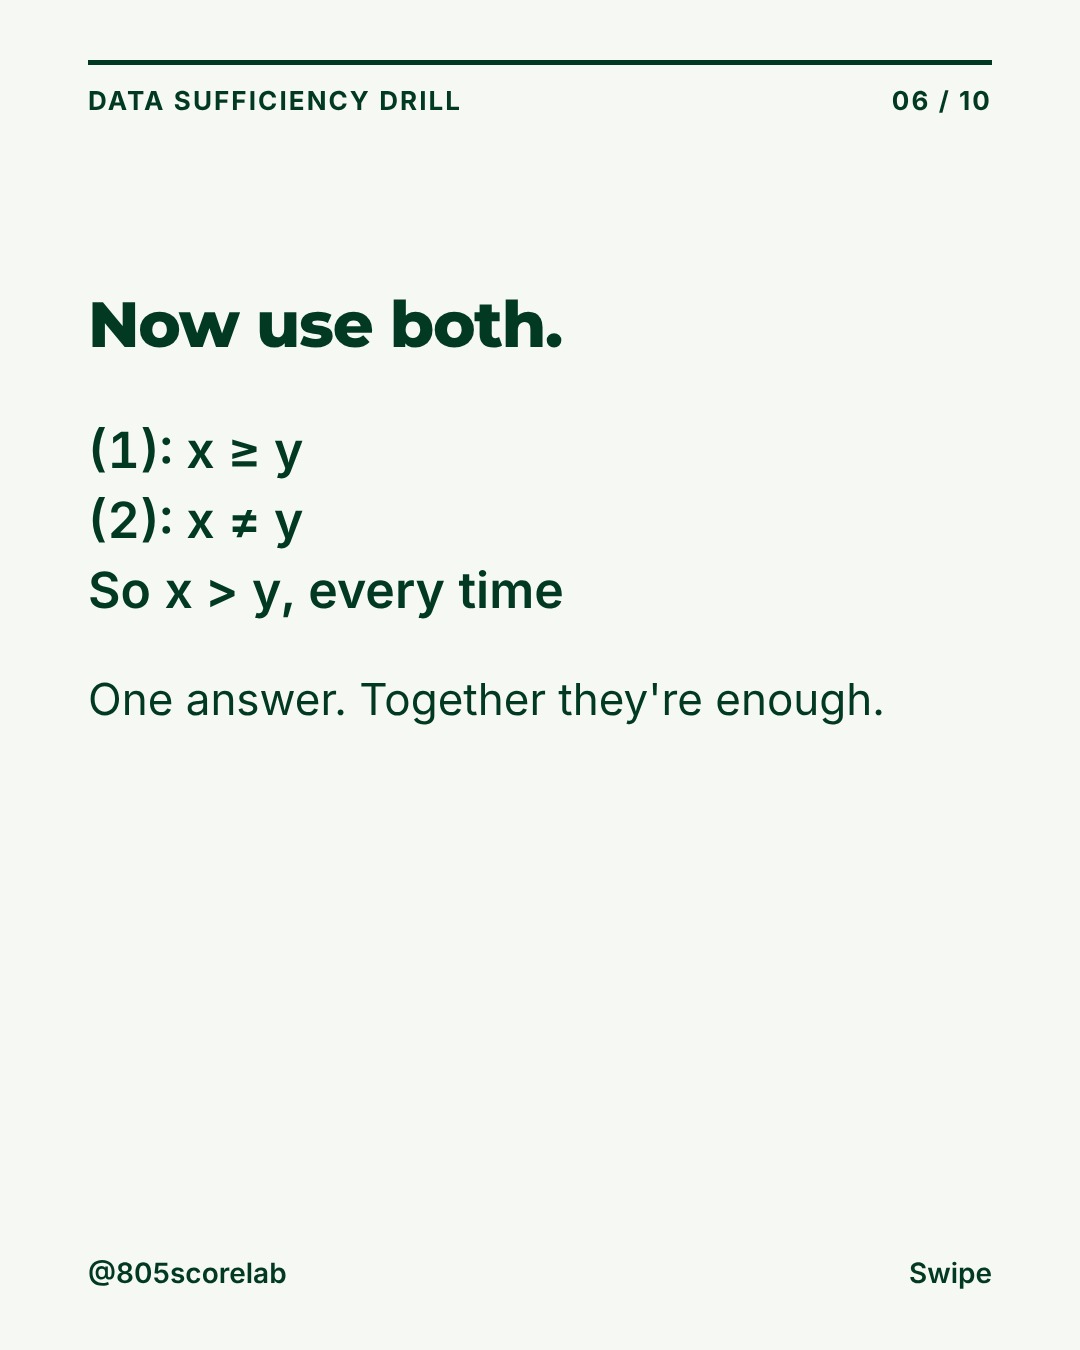 DATA SUFFICIENCY DRILL
06 / 10
Now use both.
(1): x ≥ y
(2): x ≠ y
So x > y, every time
One answer. Together they're enough.
@805scorelab
Swipe